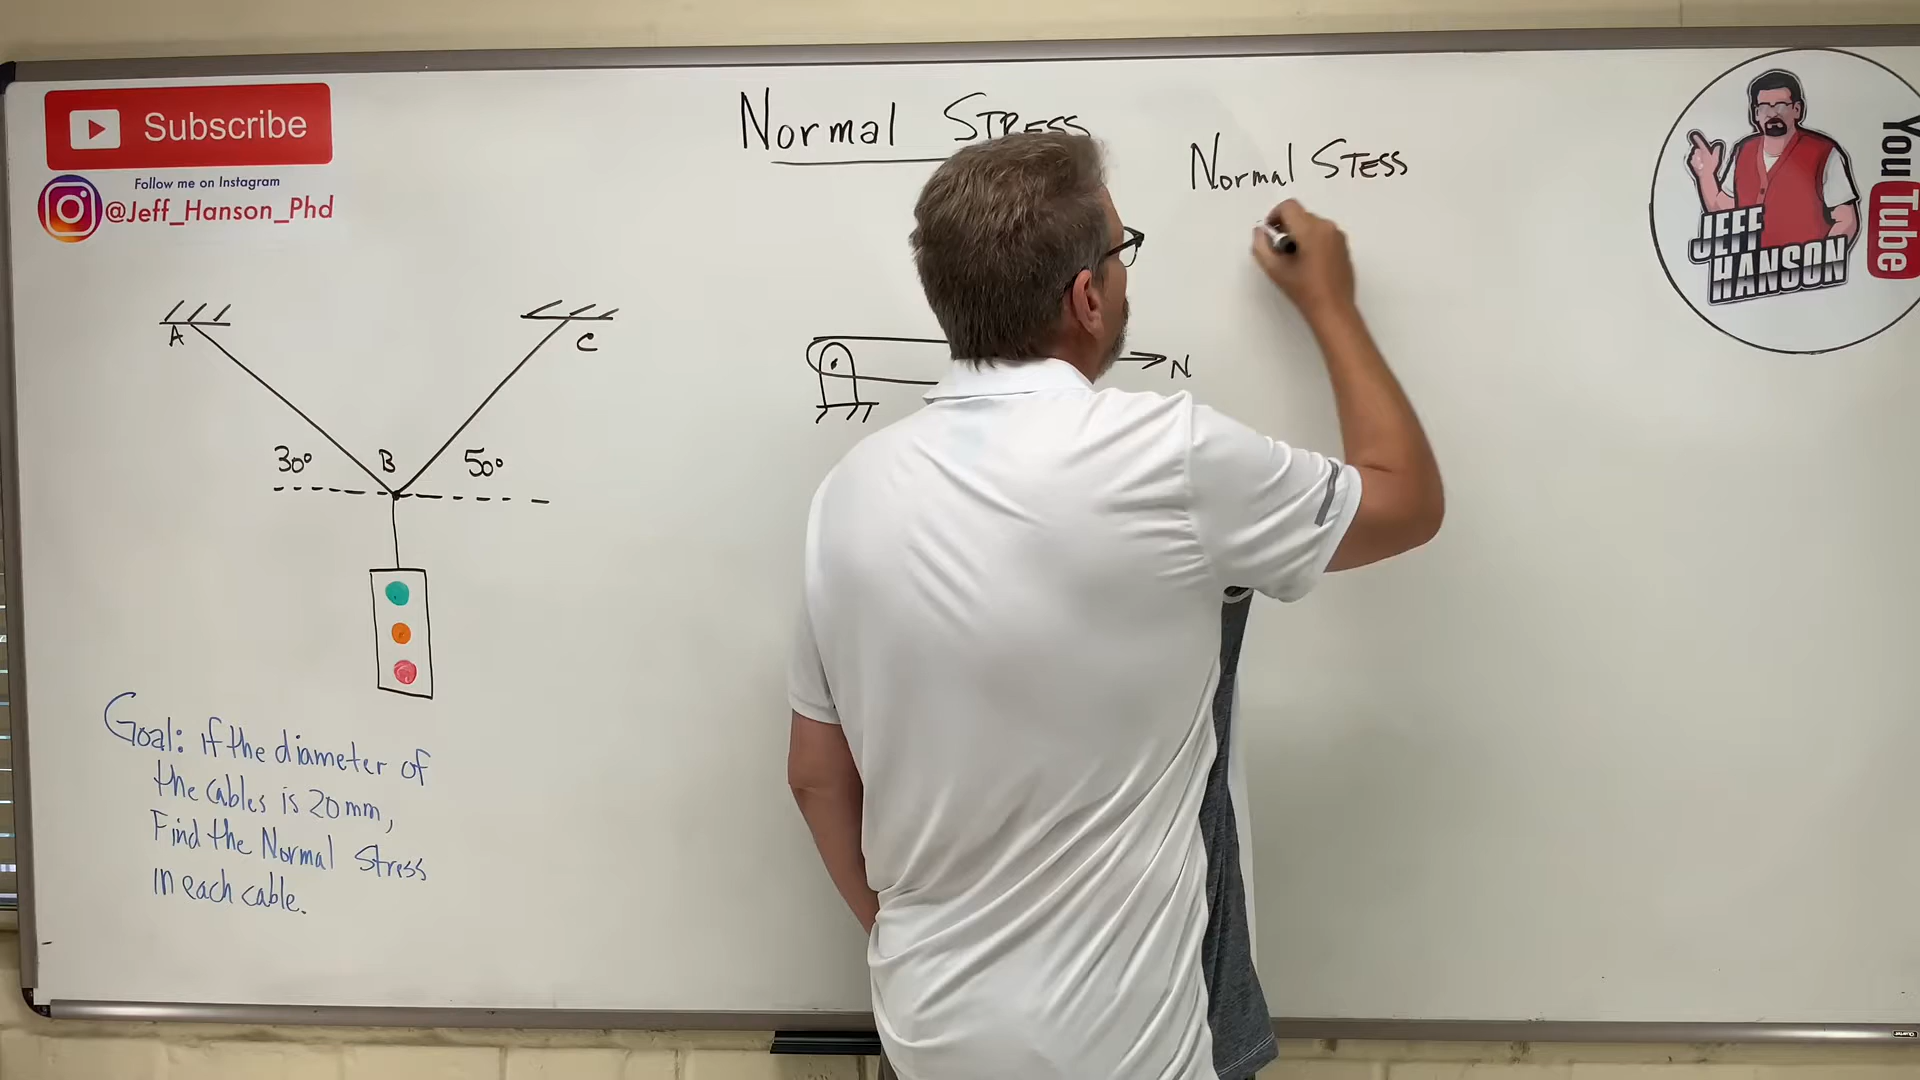 Subscribe
Follow me on Instagram
@Jeff_Hanson_Phd
Normal STRESS
Normal STESS
JEFF
HANSON
YouTube
N
A
C
30°
B
50°
Goal: if the diameter of
the cables is 20mm,
Find the Normal Stress
in each cable.